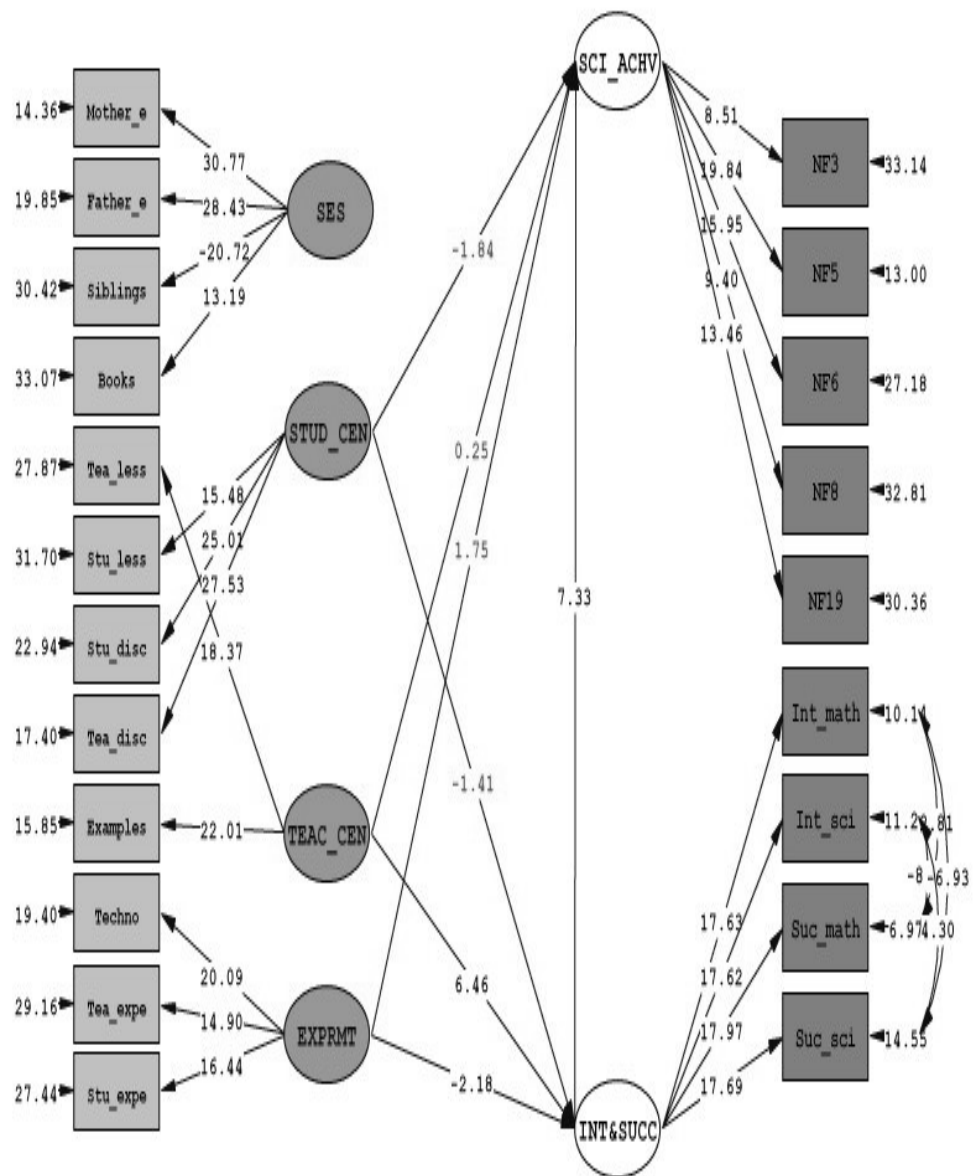 SCI_ACHV
14.36 Mother_e
30.77
8.51
NF3 33.14
19.85 Father_e
28.43
SES
19.84
-20.72
15.95
30.42 Siblings
13.19
-1.84
9.40
NF5 13.00
13.46
33.07 Books
NF6 27.18
STUD_CEN
0.25
27.87 Tea_less
15.48
NF8 32.81
25.01
1.75
31.70 Stu_less
27.53
7.33
NF19 30.36
22.94 Stu_disc
18.37
17.40 Tea_disc
Int_math 10.14
-1.41
15.85 Examples
22.01
TEAC_CEN
Int_sci
-6.93
19.40 Techno
17.63
Suc_math 6.97
4.30
20.09
6.46
17.62
29.16 Tea_expe
14.90
EXPRMT
17.97
Suc_sci 14.55
16.44
-2.18
17.69
27.44 Stu_expe
INT&SUCC